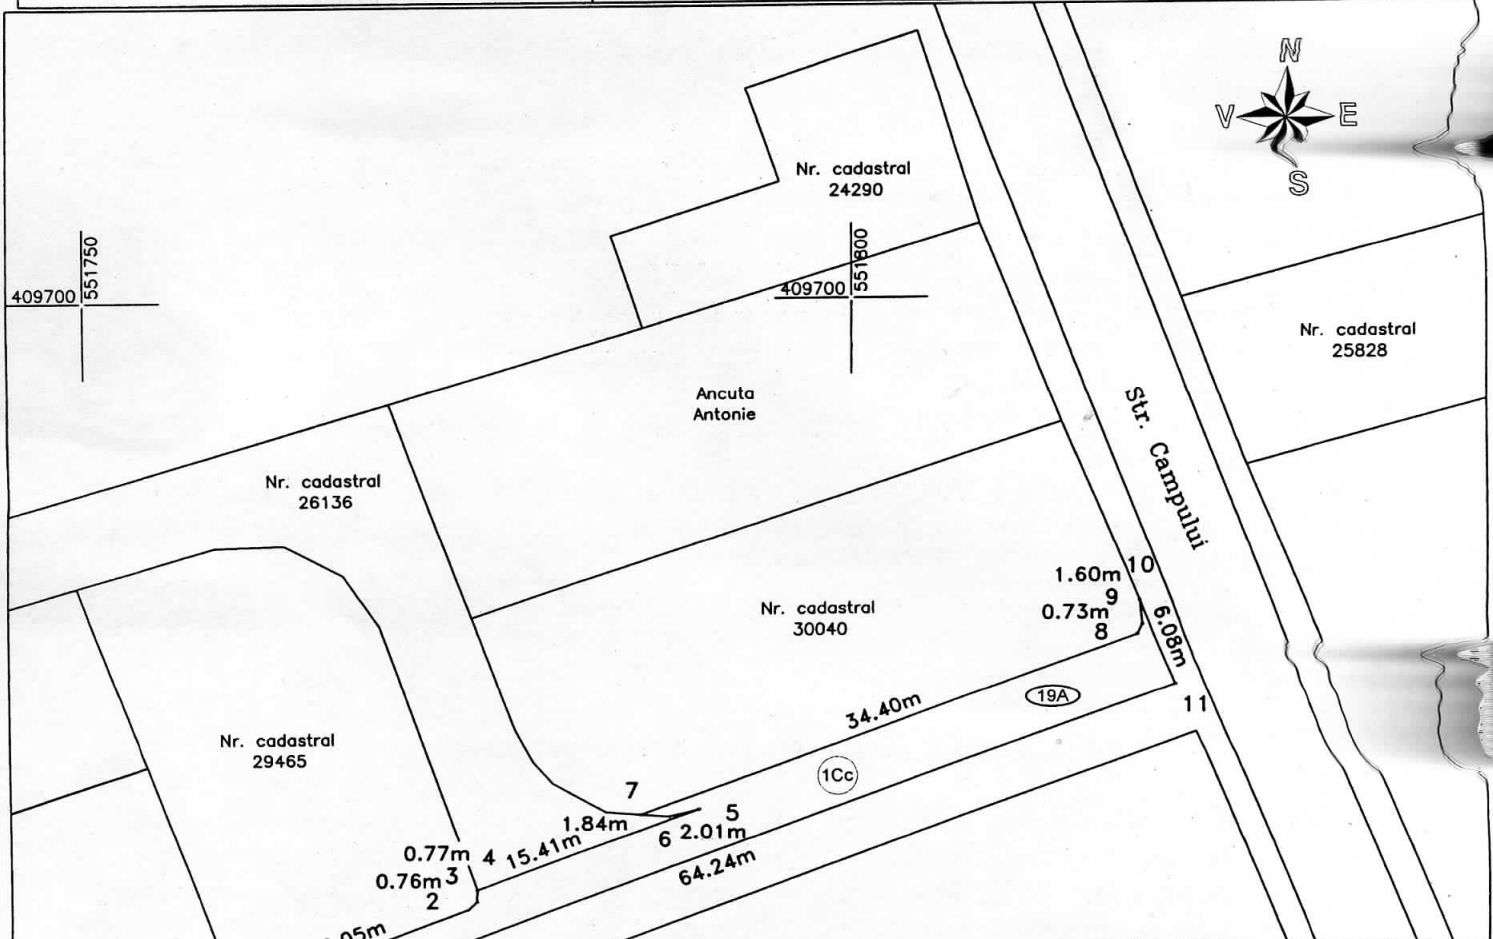 N
V E
S
Nr. cadastral
24290
551750
409700
551800
409700
Nr. cadastral
25828
Ancuta
Antonie
Str. Campului
Nr. cadastral
26136
1.60m 10
9
0.73m
8
6.08m
Nr. cadastral
30040
19A
11
34.40m
Nr. cadastral
29465
1Cc
7
5
1.84m
6 2.01m
15.41m
64.24m
0.77m 4
0.76m 3
2